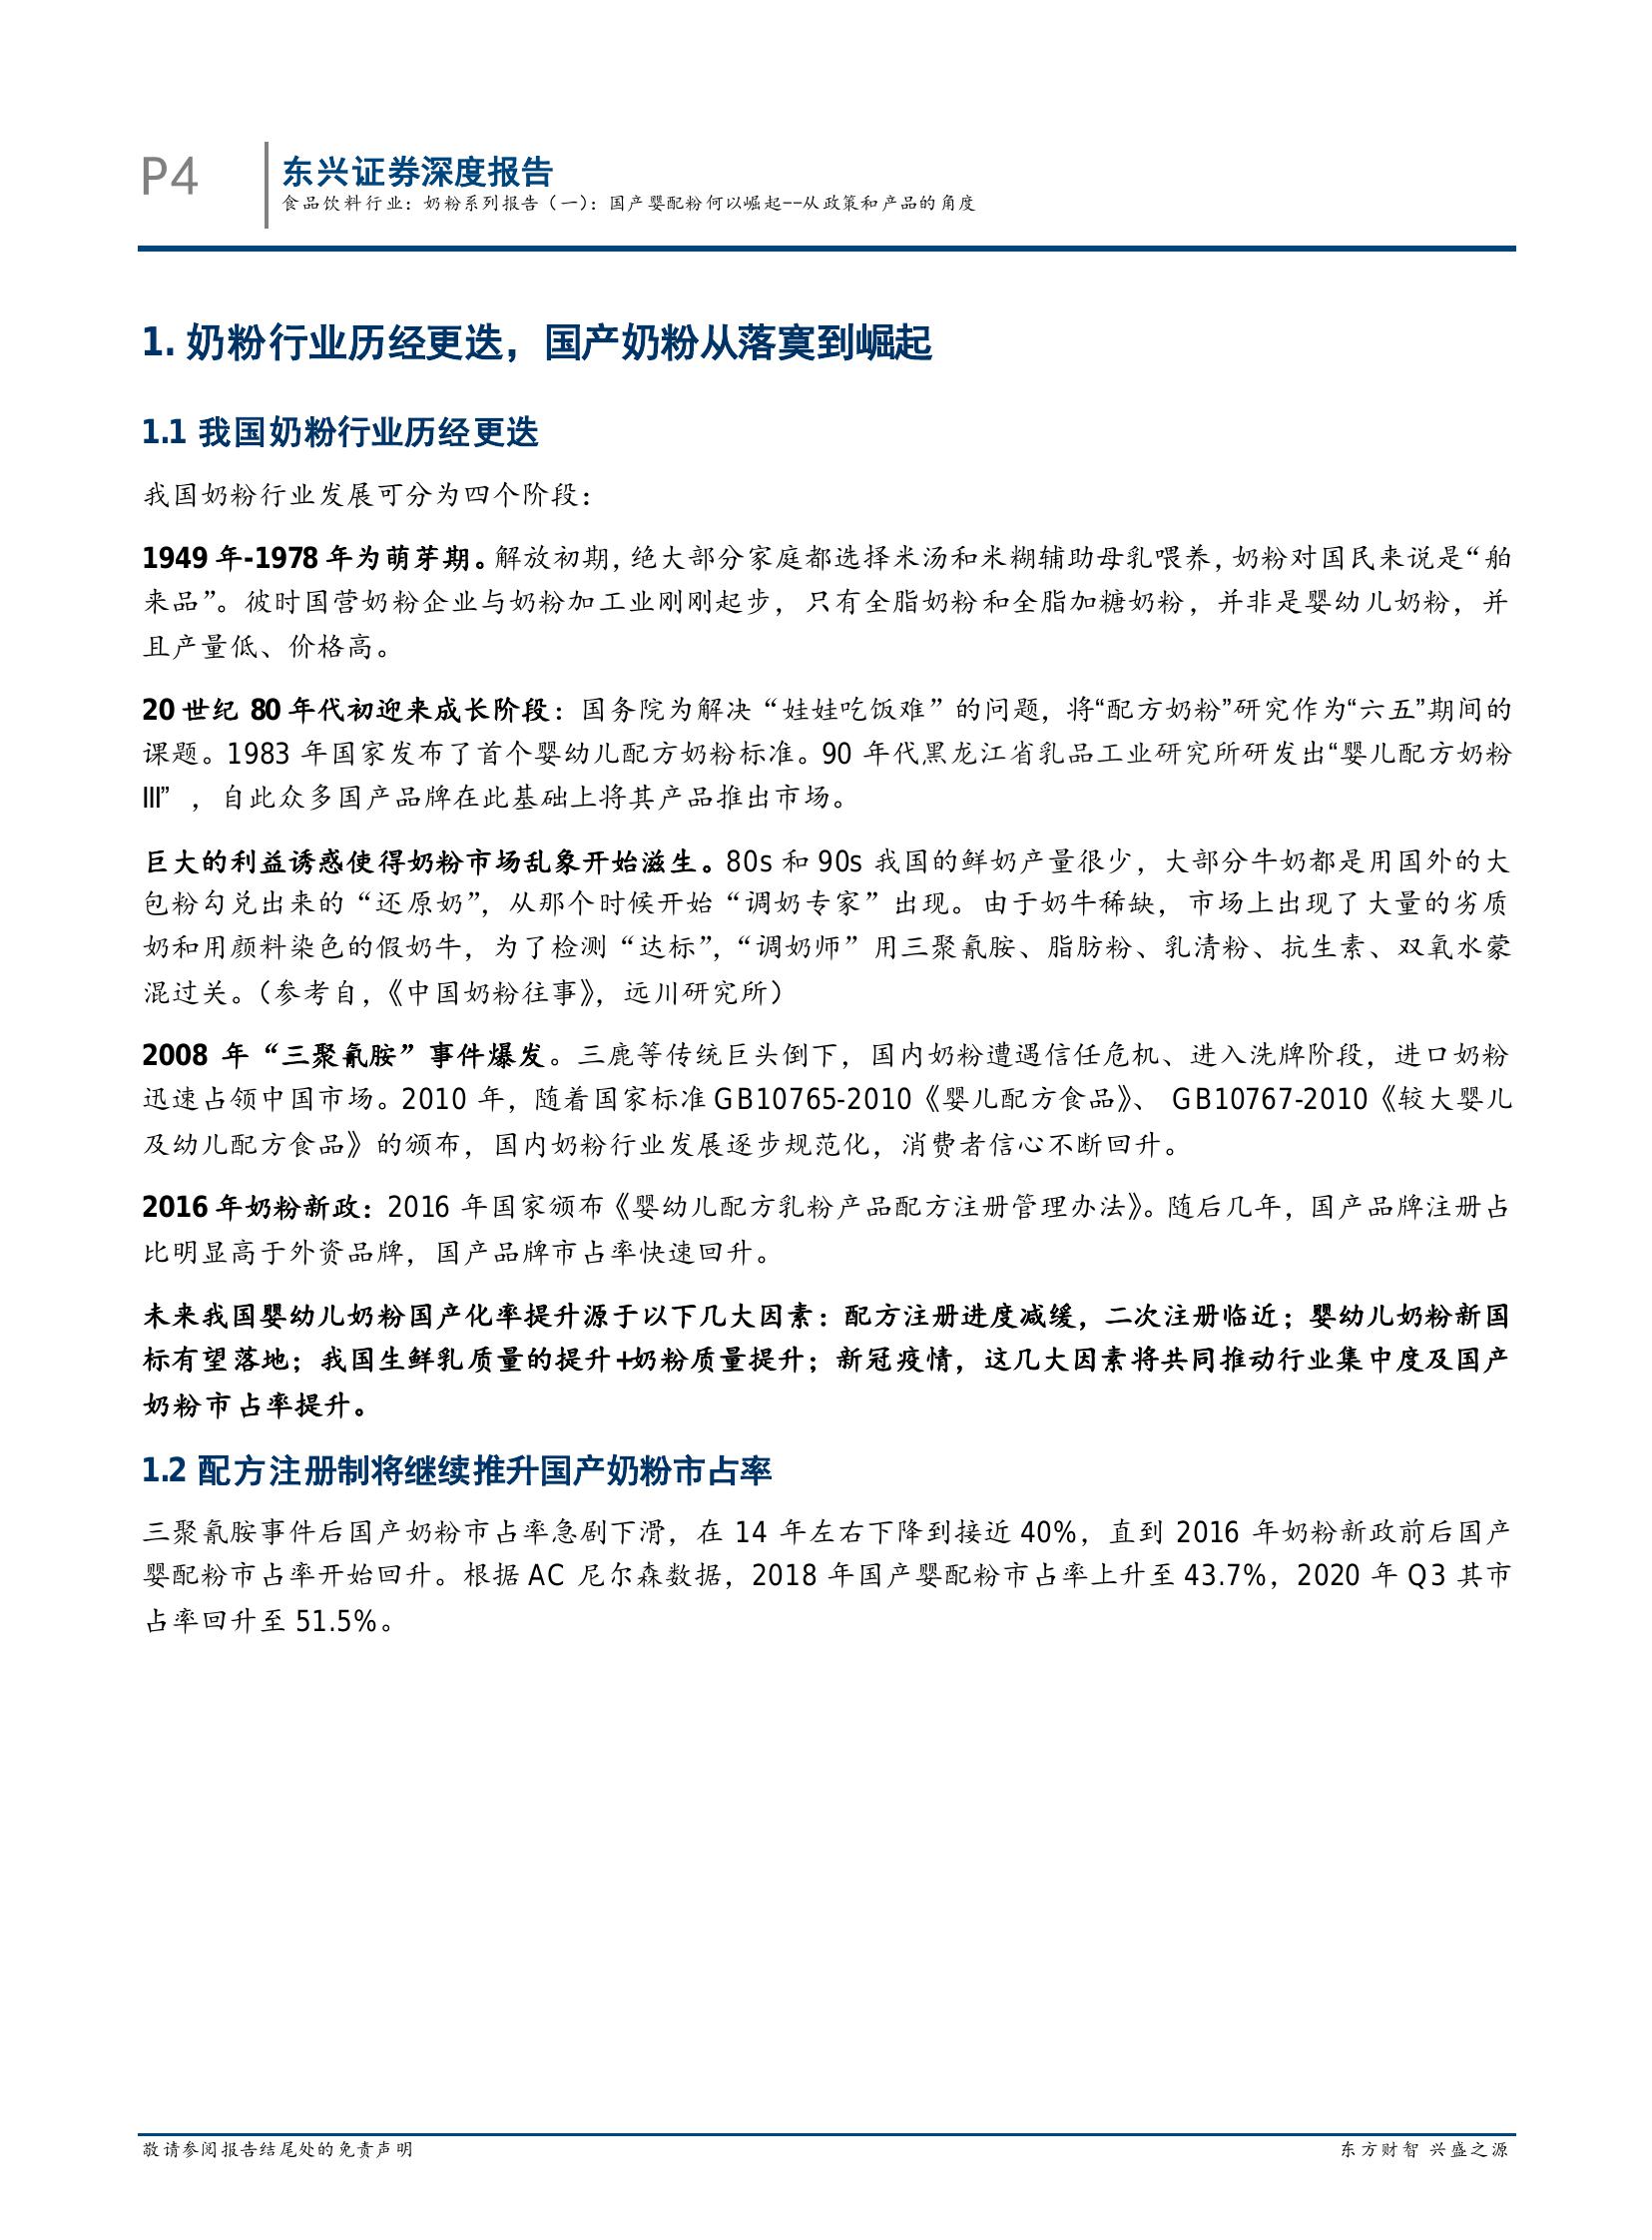 P4
东兴证券深度报告
食品饮料行业：奶粉系列报告（一）：国产婴配粉何以崛起--从政策和产品的角度
1. 奶粉行业历经更迭，国产奶粉从落寞到崛起
1.1 我国奶粉行业历经更迭
我国奶粉行业发展可分为四个阶段：
1949 年-1978 年为萌芽期。解放初期，绝大部分家庭都选择米汤和米糊辅助母乳喂养，奶粉对国民来说是“舶
来品”。彼时国营奶粉企业与奶粉加工业刚刚起步，只有全脂奶粉和全脂加糖奶粉，并非是婴幼儿奶粉，并
且产量低、价格高。
20 世纪 80 年代初迎来成长阶段：国务院为解决“娃娃吃饭难”的问题，将“配方奶粉”研究作为“六五”期间的
课题。1983 年国家发布了首个婴幼儿配方奶粉标准。90 年代黑龙江省乳品工业研究所研发出“婴儿配方奶粉
III” ，自此众多国产品牌在此基础上将其产品推出市场。
巨大的利益诱惑使得奶粉市场乱象开始滋生。80s 和 90s 我国的鲜奶产量很少，大部分牛奶都是用国外的大
包粉勾兑出来的“还原奶”，从那个时候开始“调奶专家”出现。由于奶牛稀缺，市场上出现了大量的劣质
奶和用颜料染色的假奶牛，为了检测“达标”，“调奶师”用三聚氰胺、脂肪粉、乳清粉、抗生素、双氧水蒙
混过关。（参考自，《中国奶粉往事》，远川研究所）
2008 年“三聚氰胺”事件爆发。三鹿等传统巨头倒下，国内奶粉遭遇信任危机、进入洗牌阶段，进口奶粉
迅速占领中国市场。2010 年，随着国家标准 GB10765-2010《婴儿配方食品》、 GB10767-2010《较大婴儿
及幼儿配方食品》的颁布，国内奶粉行业发展逐步规范化，消费者信心不断回升。
2016 年奶粉新政：2016 年国家颁布《婴幼儿配方乳粉产品配方注册管理办法》。随后几年，国产品牌注册占
比明显高于外资品牌，国产品牌市占率快速回升。
未来我国婴幼儿奶粉国产化率提升源于以下几大因素：配方注册进度减缓，二次注册临近；婴幼儿奶粉新国
标有望落地；我国生鲜乳质量的提升+奶粉质量提升；新冠疫情，这几大因素将共同推动行业集中度及国产
奶粉市占率提升。
1.2 配方注册制将继续推升国产奶粉市占率
三聚氰胺事件后国产奶粉市占率急剧下滑，在 14 年左右下降到接近 40%，直到 2016 年奶粉新政前后国产
婴配粉市占率开始回升。根据 AC 尼尔森数据，2018 年国产婴配粉市占率上升至 43.7%，2020 年 Q3 其市
占率回升至 51.5%。
敬请参阅报告结尾处的免责声明
东方财智 兴盛之源